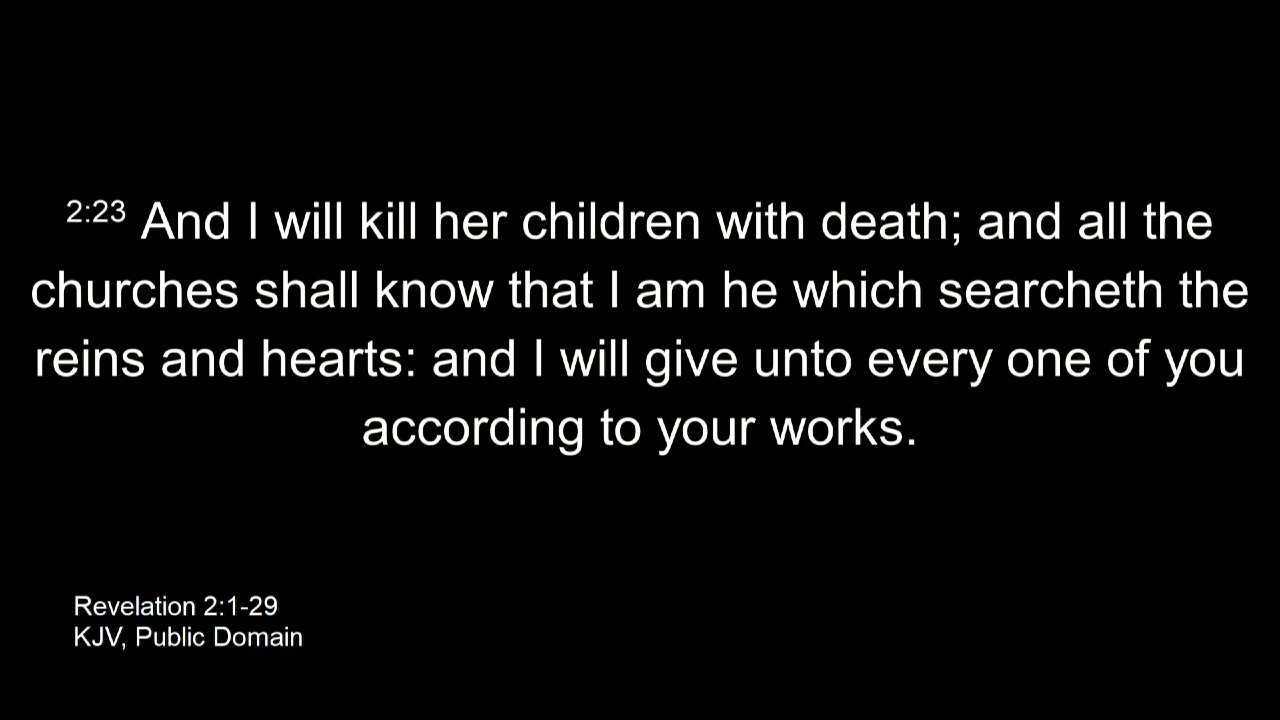 2:23 And I will kill her children with death; and all the
churches shall know that I am he which searcheth the
reins and hearts: and I will give unto every one of you
according to your works.
Revelation 2:1-29
KJV, Public Domain